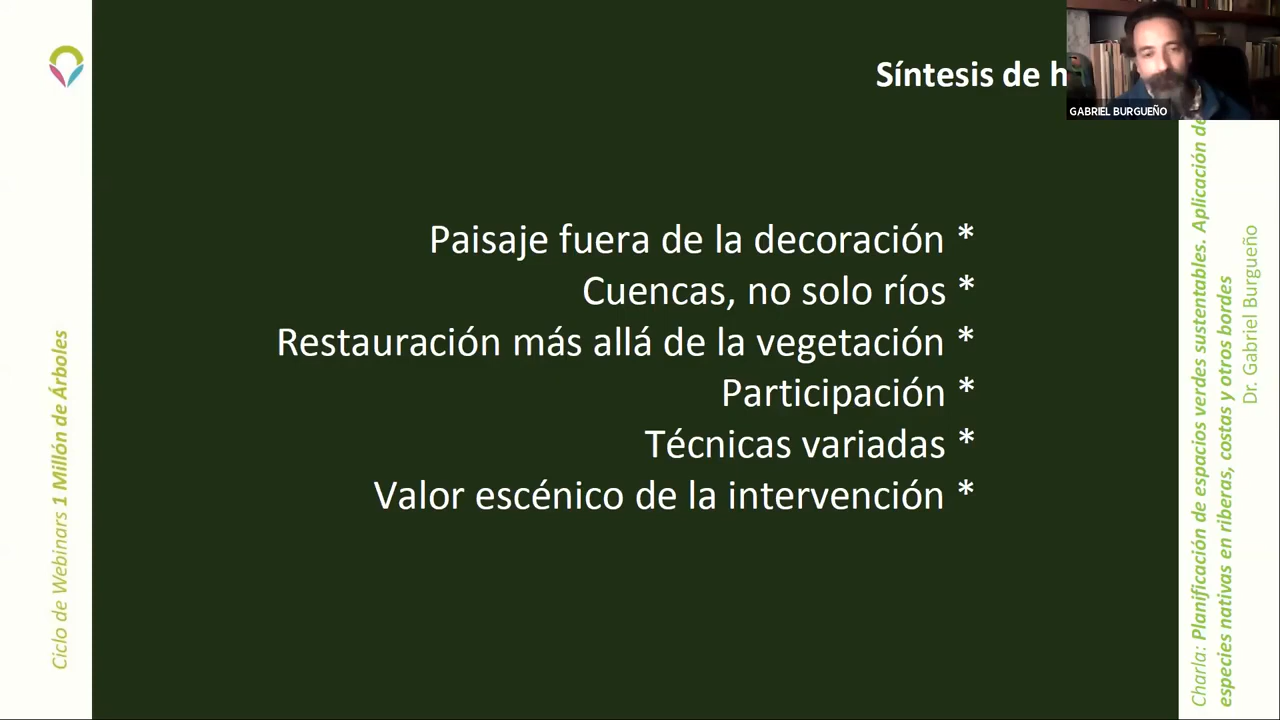 Síntesis de h
GABRIEL BURGUEÑO
Paisaje fuera de la decoración *
Cuencas, no solo ríos *
Restauración más allá de la vegetación *
Participación *
Técnicas variadas *
Valor escénico de la intervención *
Ciclo de Webinars 1 Millón de Árboles
Charla: Planificación de espacios verdes sustentables. Aplicación de
especies nativas en riberas, costas y otros bordes
Dr. Gabriel Burgueño